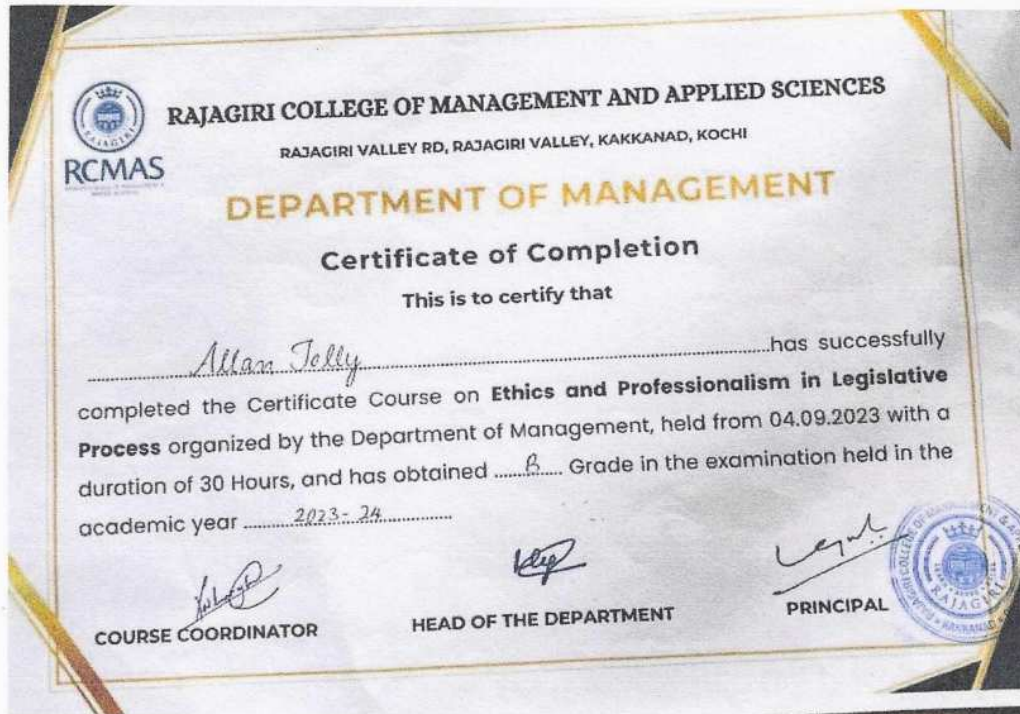 RAJAGIRI
RCMAS
RAJAGIRI COLLEGE OF MANAGEMENT AND APPLIED SCIENCES
RAJAGIRI VALLEY RD, RAJAGIRI VALLEY, KAKKANAD, KOCHI
DEPARTMENT OF MANAGEMENT
Certificate of Completion
This is to certify that
Allan Jolly has successfully
completed the Certificate Course on Ethics and Professionalism in Legislative
Process organized by the Department of Management, held from 04.09.2023 with a
duration of 30 Hours, and has obtained ......B..... Grade in the examination held in the
academic year ..........2023-24..............
COURSE COORDINATOR
HEAD OF THE DEPARTMENT
PRINCIPAL
RAJAGIRI